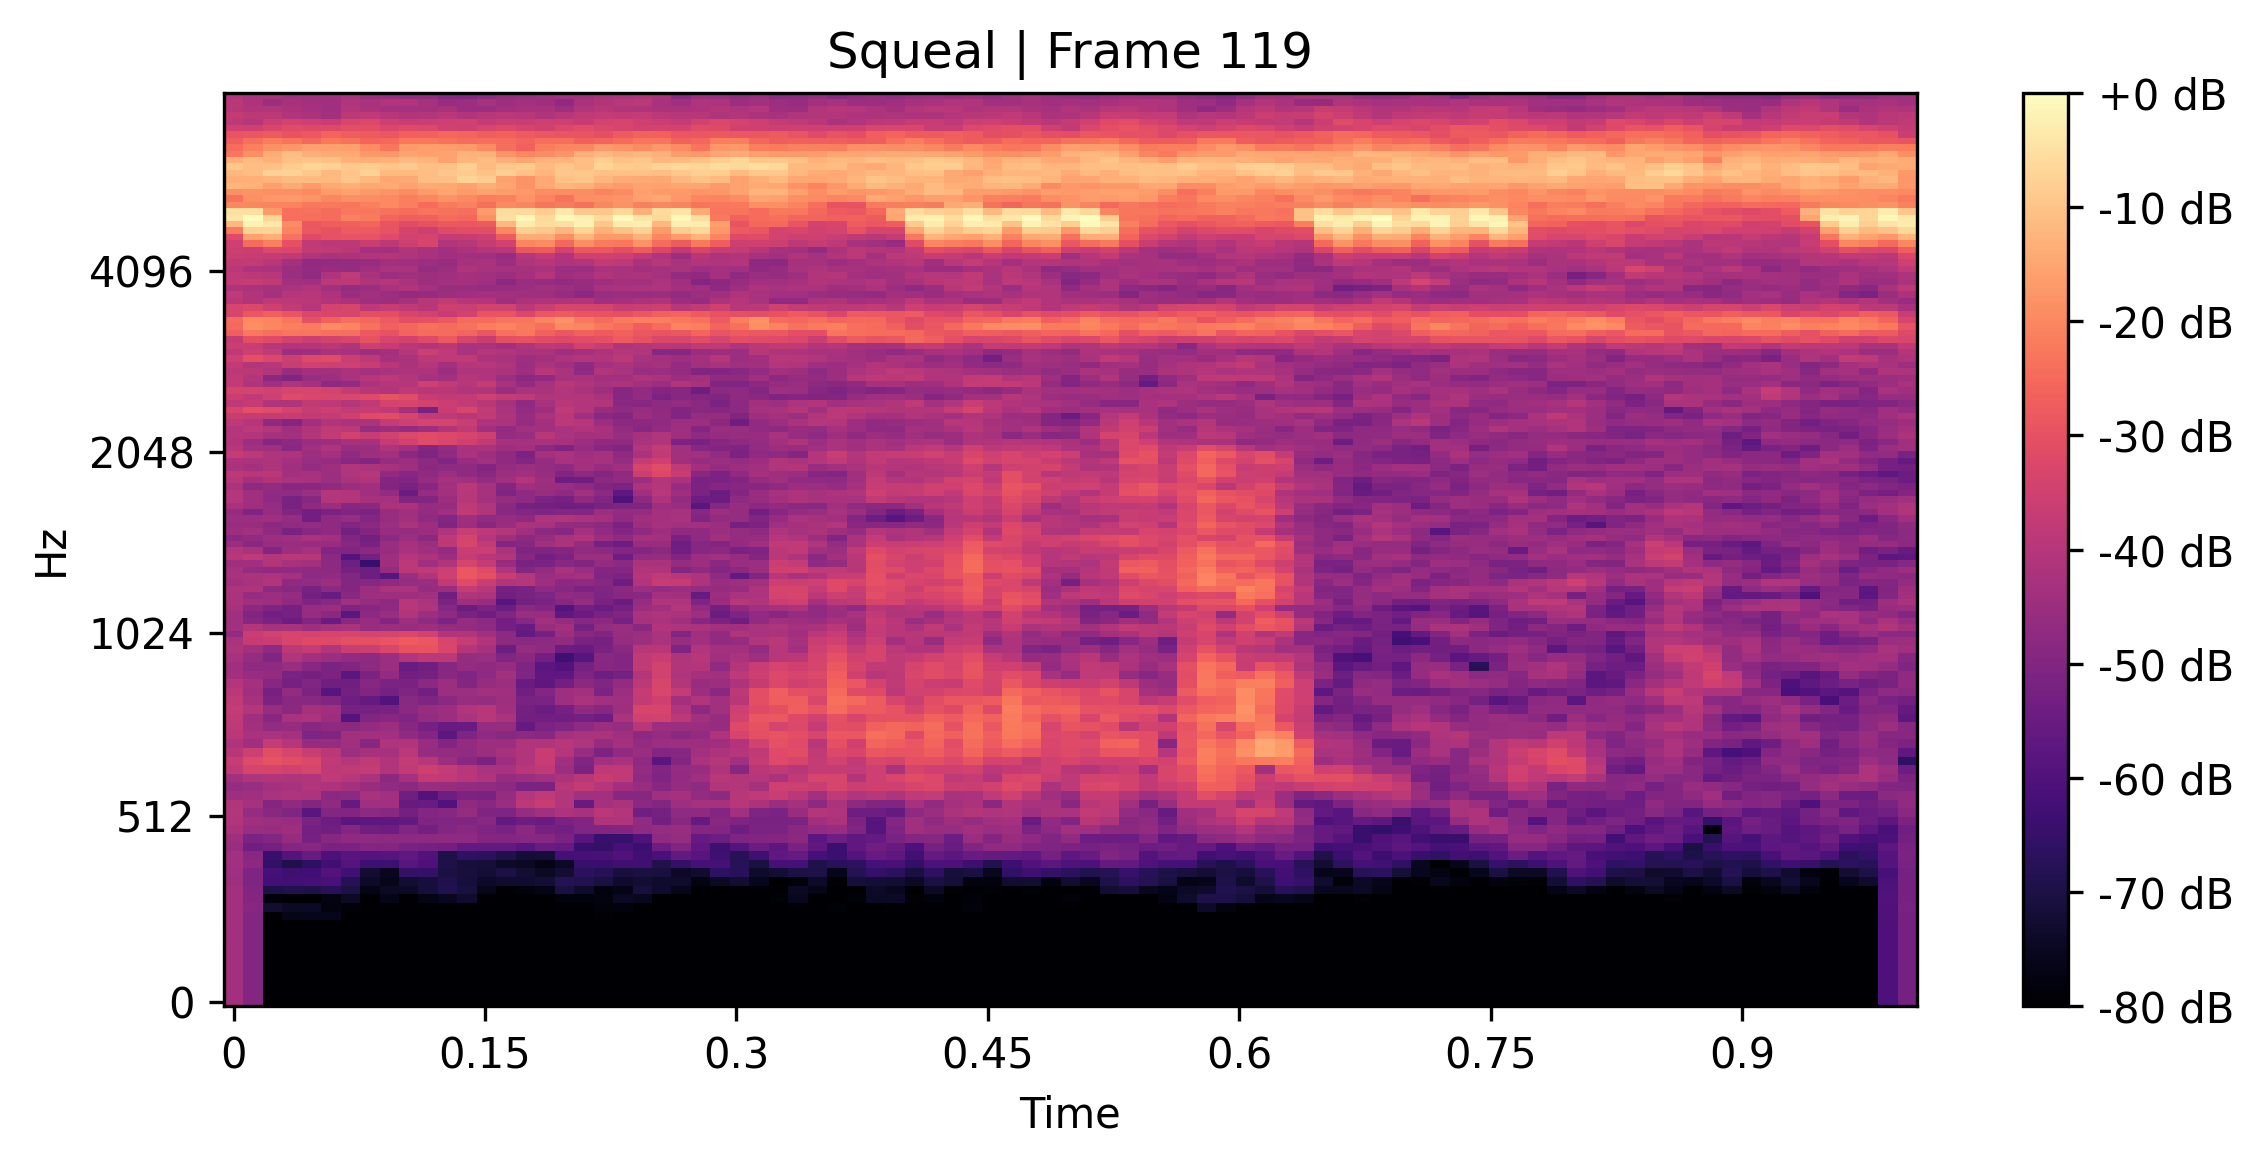 Squeal | Frame 119
+0 dB
-10 dB
-20 dB
-30 dB
-40 dB
-50 dB
-60 dB
-70 dB
-80 dB
Hz
4096
2048
1024
512
0
0 0.15 0.3 0.45 0.6 0.75 0.9
Time